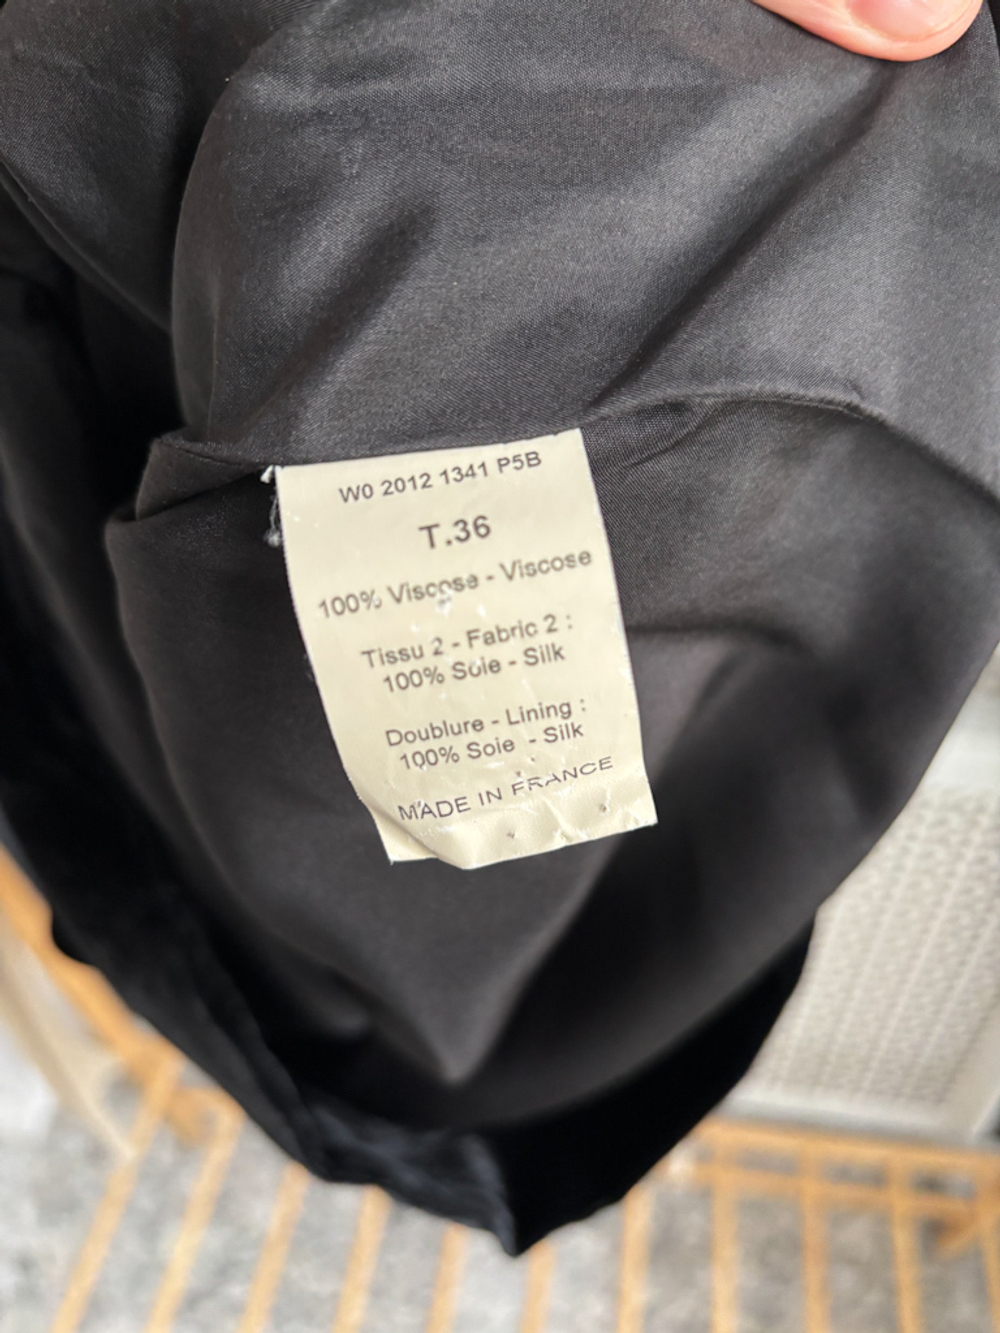 W0 2012 1341 P5B
T.36
100% Viscose - Viscose
Tissu 2 - Fabric 2 :
100% Soie - Silk
Doublure - Lining :
100% Soie - Silk
MADE IN FRANCE